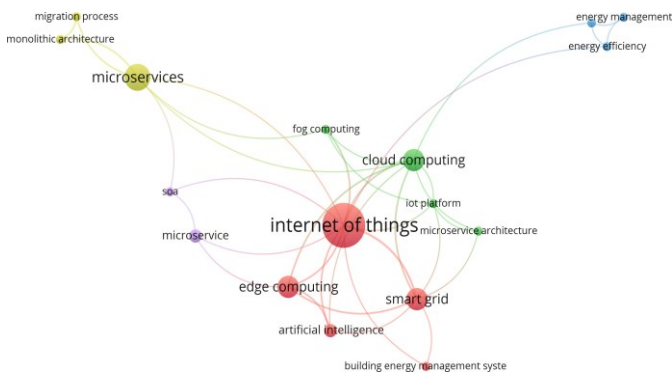 migration process
energy management
monolithic architecture
energy efficiency
microservices
fog computing
cloud computing
soa
iot platform
internet of things
microservice architecture
microservice
edge computing
smart grid
artificial intelligence
building energy management syste